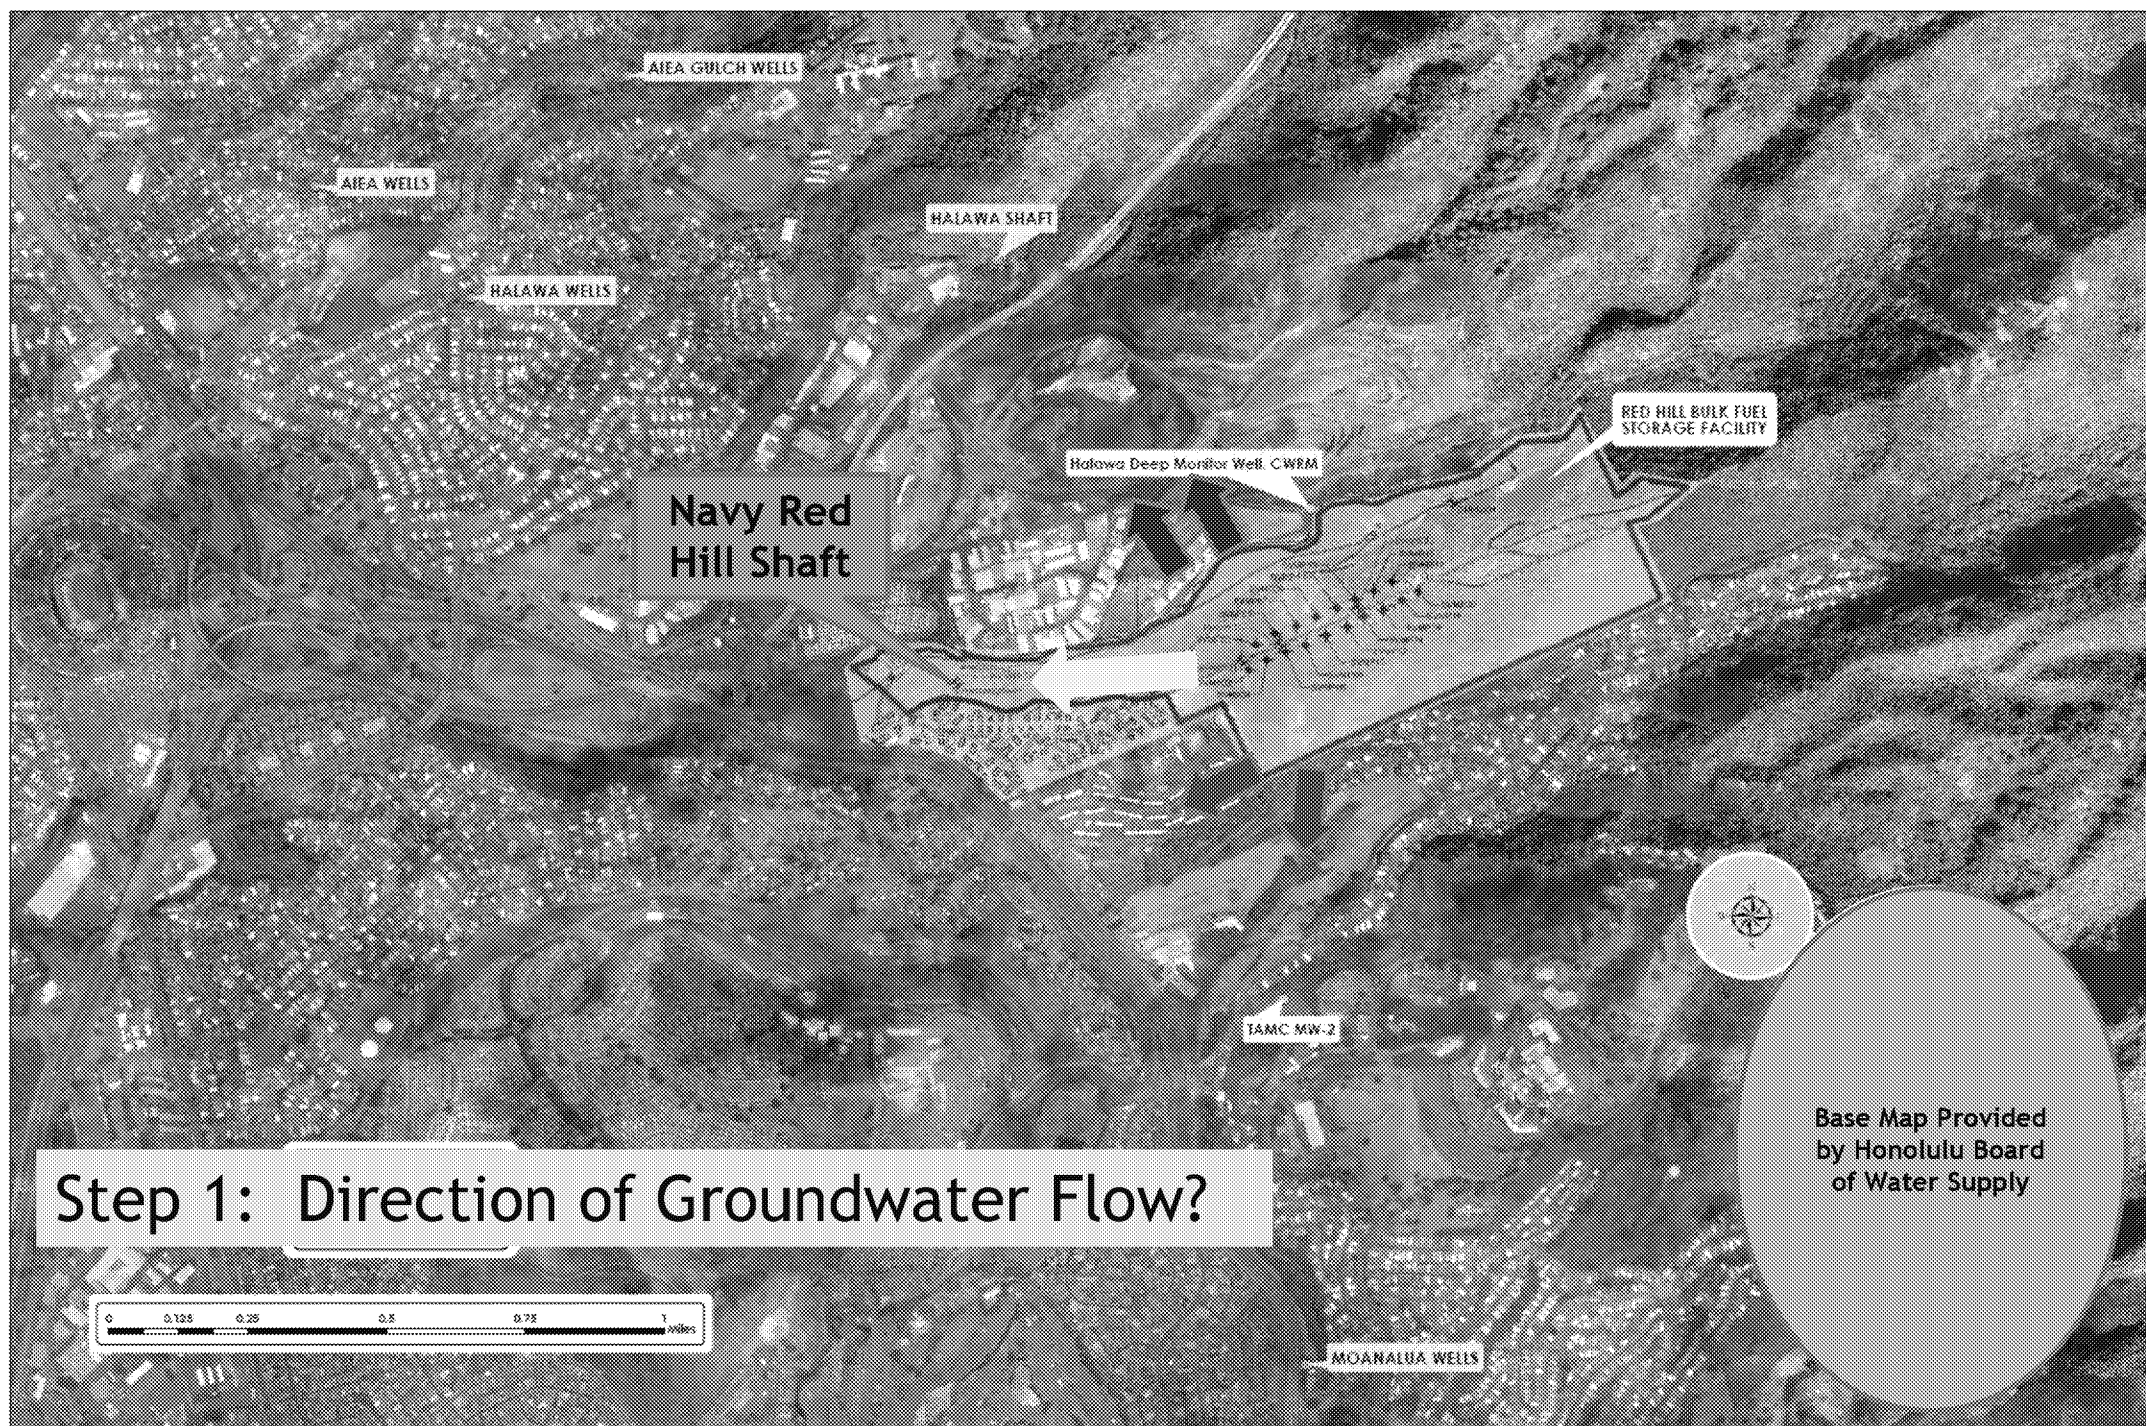 AIEA GULCH WELLS
AIEA WELLS
HALAWA SHAFT
HALAWA WELLS
RED HILL BULK FUEL
STORAGE FACILITY
Halawa Deep Monitor Well, CWRM
Navy Red
Hill Shaft
TAMC MW-2
Base Map Provided
by Honolulu Board
of Water Supply
Step 1: Direction of Groundwater Flow?
0 0.125 0.25 0.5 0.75 1
Miles
MOANALUA WELLS